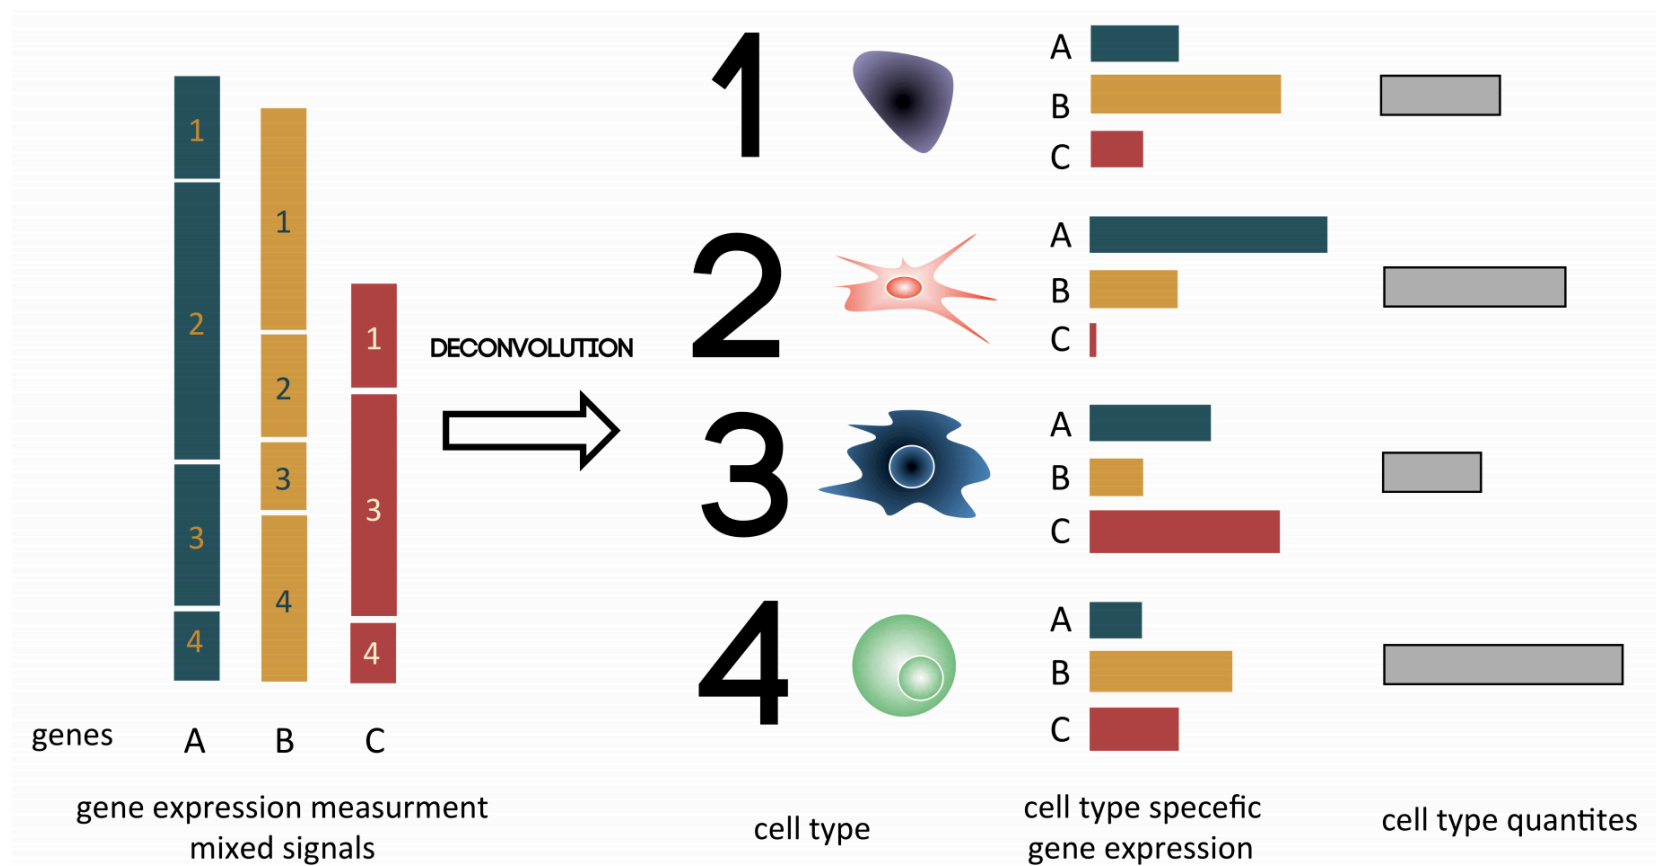 1
2
3
4
A
1
2
3
4
B
1
3
4
C
genes
gene expression measurment
mixed signals
DECONVOLUTION
1
A
B
C
2
A
B
C
3
A
B
C
4
A
B
C
cell type
cell type specefic
gene expression
cell type quantites